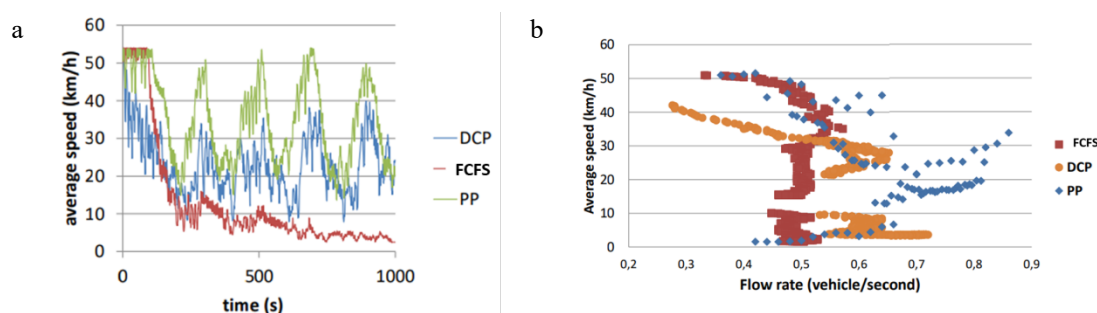 a
average speed (km/h)
60
50
40
30
20
10
0
0
500
1000
time (s)
DCP
FCFS
PP
b
Average speed (km/h)
60
50
40
30
20
10
0
0,2
0,3
0,4
0,5
0,6
0,7
0,8
0,9
Flow rate (vehicle/second)
FCFS
DCP
PP